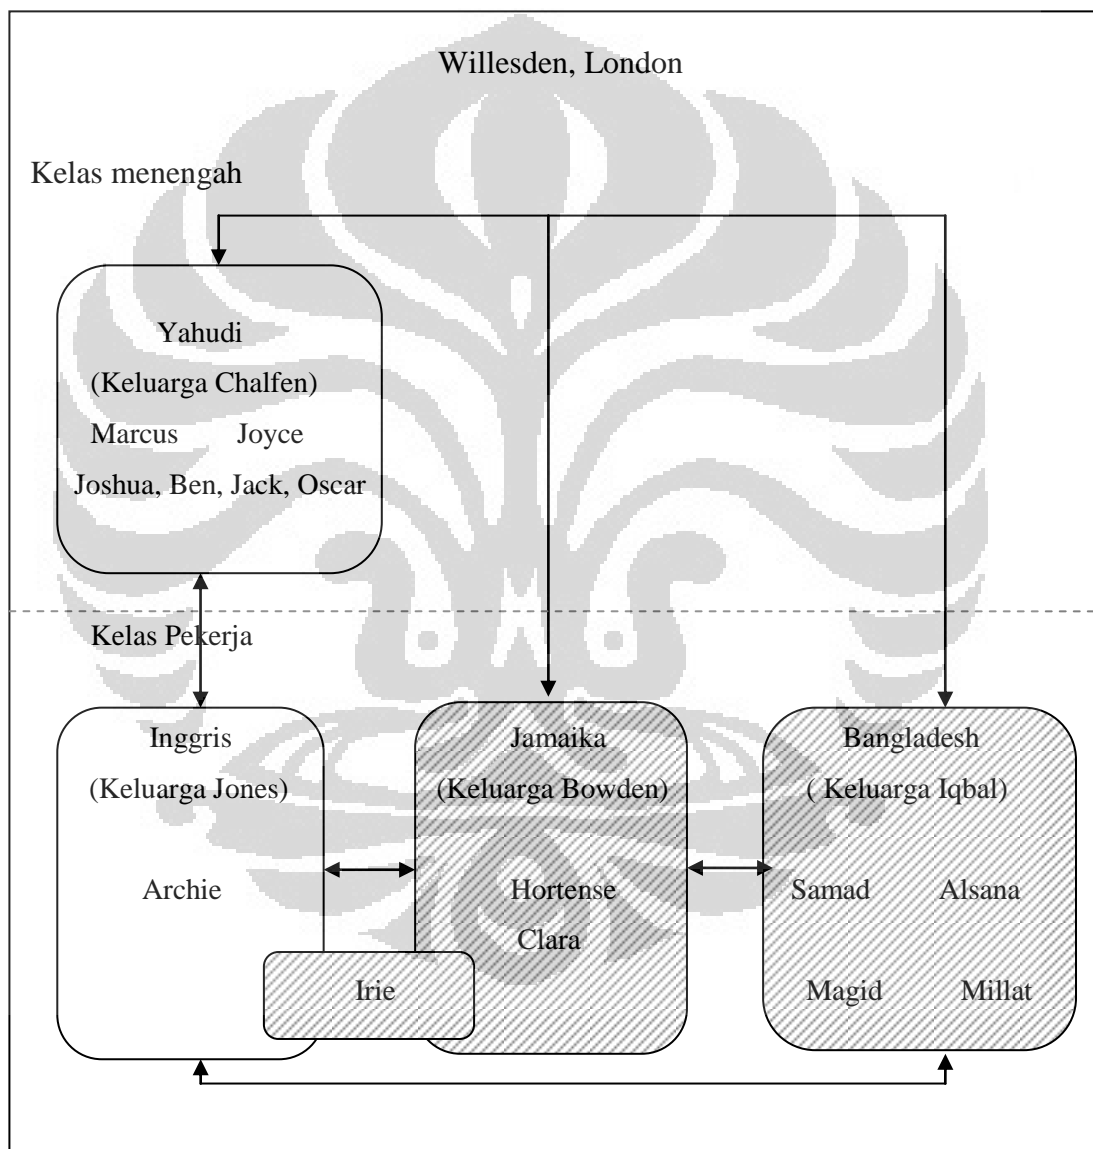 Willesden, London
Kelas menengah
Yahudi
(Keluarga Chalfen)
Marcus Joyce
Joshua, Ben, Jack, Oscar
Kelas Pekerja
Inggris
(Keluarga Jones)
Archie
Irie
Jamaika
(Keluarga Bowden)
Hortense
Clara
Bangladesh
( Keluarga Iqbal)
Samad Alsana
Magid Millat